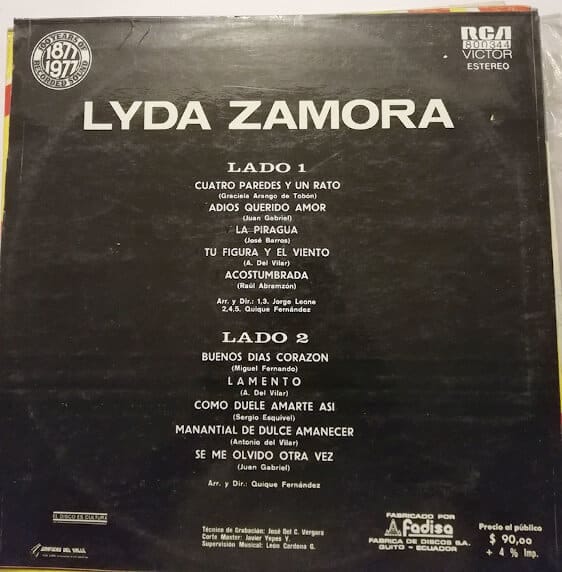 100 YEARS OF RECORDED SOUND
1877
1977
RCA
800344
VICTOR
ESTEREO
LYDA ZAMORA
LADO 1
CUATRO PAREDES Y UN RATO
(Graciela Arango de Tobón)
ADIOS QUERIDO AMOR
(Juan Gabriel)
LA PIRAGUA
(José Barros)
TU FIGURA Y EL VIENTO
(A. Del Vilar)
ACOSTUMBRADA
(Raúl Abramzón)
Arr. y Dir.: 1,3. Jorge Leone
2,4,5. Quique Fernández
LADO 2
BUENOS DIAS CORAZON
(Miguel Fernando)
LAMENTO
(A. Del Vilar)
COMO DUELE AMARTE ASI
(Sergio Esquivel)
MANANTIAL DE DULCE AMANECER
(Antonio del Vilar)
SE ME OLVIDO OTRA VEZ
(Juan Gabriel)
Arr. y Dir.: Quique Fernández
EL DISCO ES CULTURA
Técnico de Grabación: José Del C. Vergara
Corte Master: Javier Yepes Y.
Supervisión Musical: León Cardona G.
FABRICADO POR
Fadisa
FABRICA DE DISCOS S.A.
QUITO - ECUADOR
Precio al público
$ 90,00
+ 4 % Imp.